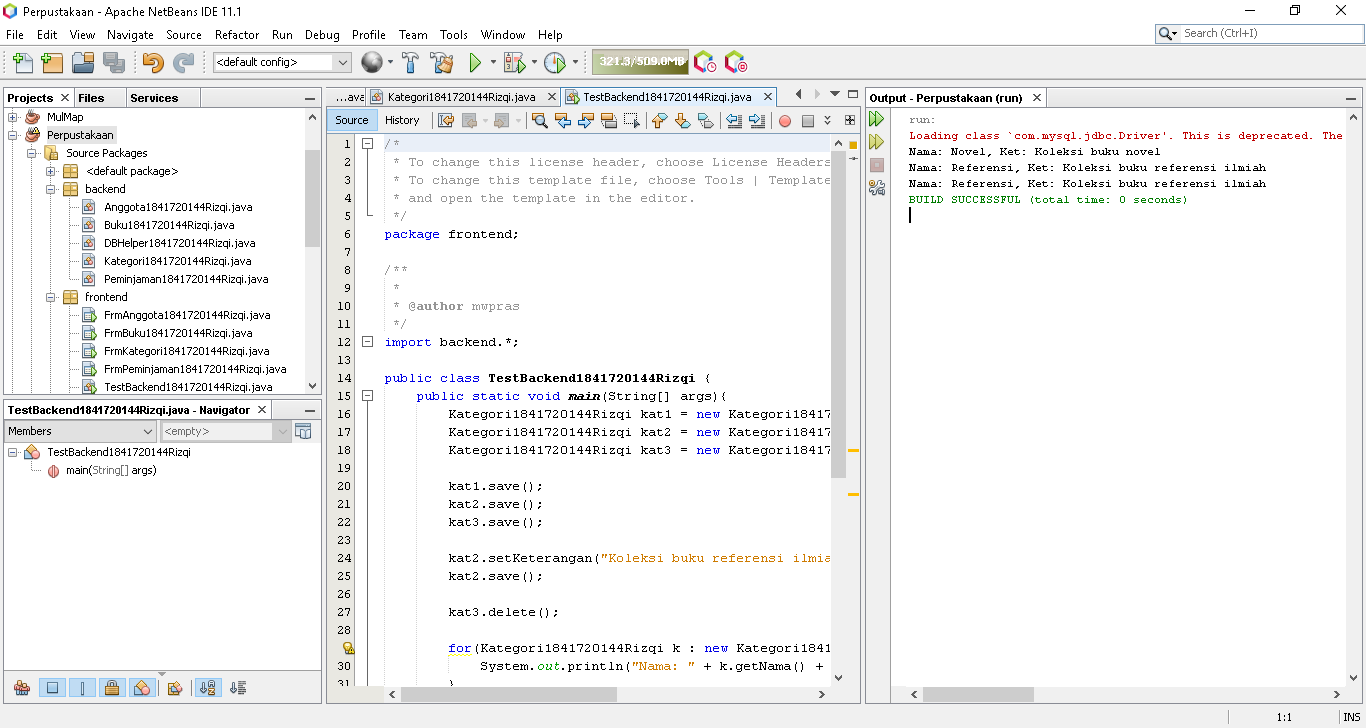 Perpustakaan - Apache NetBeans IDE 11.1
File Edit View Navigate Source Refactor Run Debug Profile Team Tools Window Help
Search (Ctrl+I)
<default config>
321.3/509.0MB
Projects Files Services
MulMap
Perpustakaan
Source Packages
<default package>
backend
Anggota1841720144Rizqi.java
Buku1841720144Rizqi.java
DBHelper1841720144Rizqi.java
Kategori1841720144Rizqi.java
Peminjaman1841720144Rizqi.java
frontend
FrmAnggota1841720144Rizqi.java
FrmBuku1841720144Rizqi.java
FrmKategori1841720144Rizqi.java
FrmPeminjaman1841720144Rizqi.java
TestBackend1841720144Rizqi.java
TestBackend1841720144Rizqi.java - Navigator
Members <empty>
TestBackend1841720144Rizqi
main(String[] args)
...ava Kategori1841720144Rizqi.java TestBackend1841720144Rizqi.java
Source History
1 /*
2 * To change this license header, choose License Headers
3 * To change this template file, choose Tools | Template
4 * and open the template in the editor.
5 */
6 package frontend;
7
8 /**
9 *
10 * @author mwpras
11 */
12 import backend.*;
13
14 public class TestBackend1841720144Rizqi {
15 public static void main(String[] args){
16 Kategori1841720144Rizqi kat1 = new Kategori18417
17 Kategori1841720144Rizqi kat2 = new Kategori18417
18 Kategori1841720144Rizqi kat3 = new Kategori18417
19
20 kat1.save();
21 kat2.save();
22 kat3.save();
23
24 kat2.setKeterangan("Koleksi buku referensi ilmia
25 kat2.save();
26
27 kat3.delete();
28
for(Kategori1841720144Rizqi k : new Kategori1841
30 System.out.println("Nama: " + k.getNama() +
31 }
Output - Perpustakaan (run)
run:
Loading class `com.mysql.jdbc.Driver'. This is deprecated. The
Nama: Novel, Ket: Koleksi buku novel
Nama: Referensi, Ket: Koleksi buku referensi ilmiah
Nama: Referensi, Ket: Koleksi buku referensi ilmiah
BUILD SUCCESSFUL (total time: 0 seconds)
1:1 INS